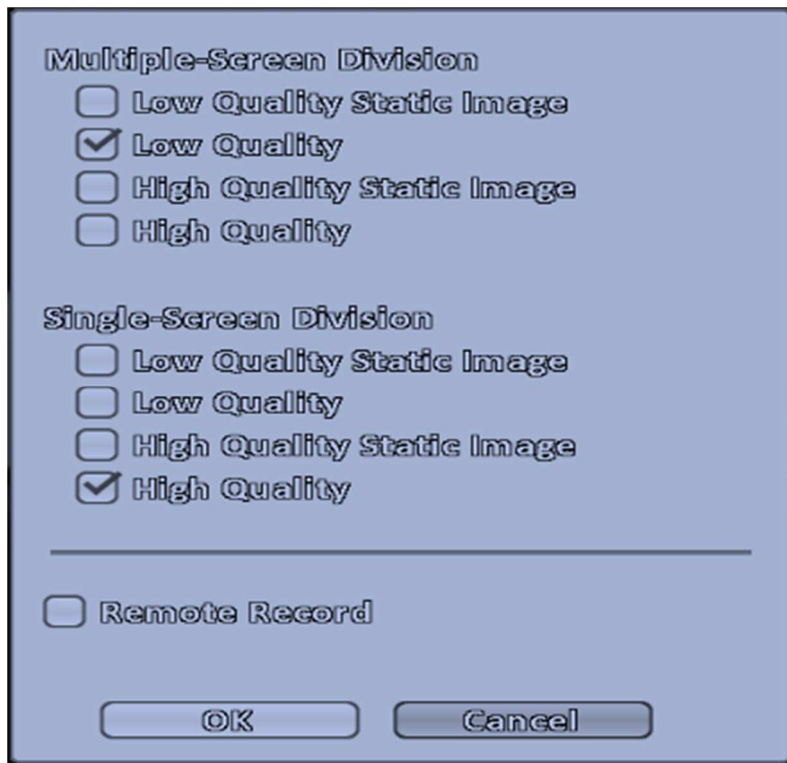 Multiple-Screen Division
Low Quality Static Image
Low Quality
High Quality Static Image
High Quality
Single-Screen Division
Low Quality Static Image
Low Quality
High Quality Static Image
High Quality
Remote Record
OK Cancel